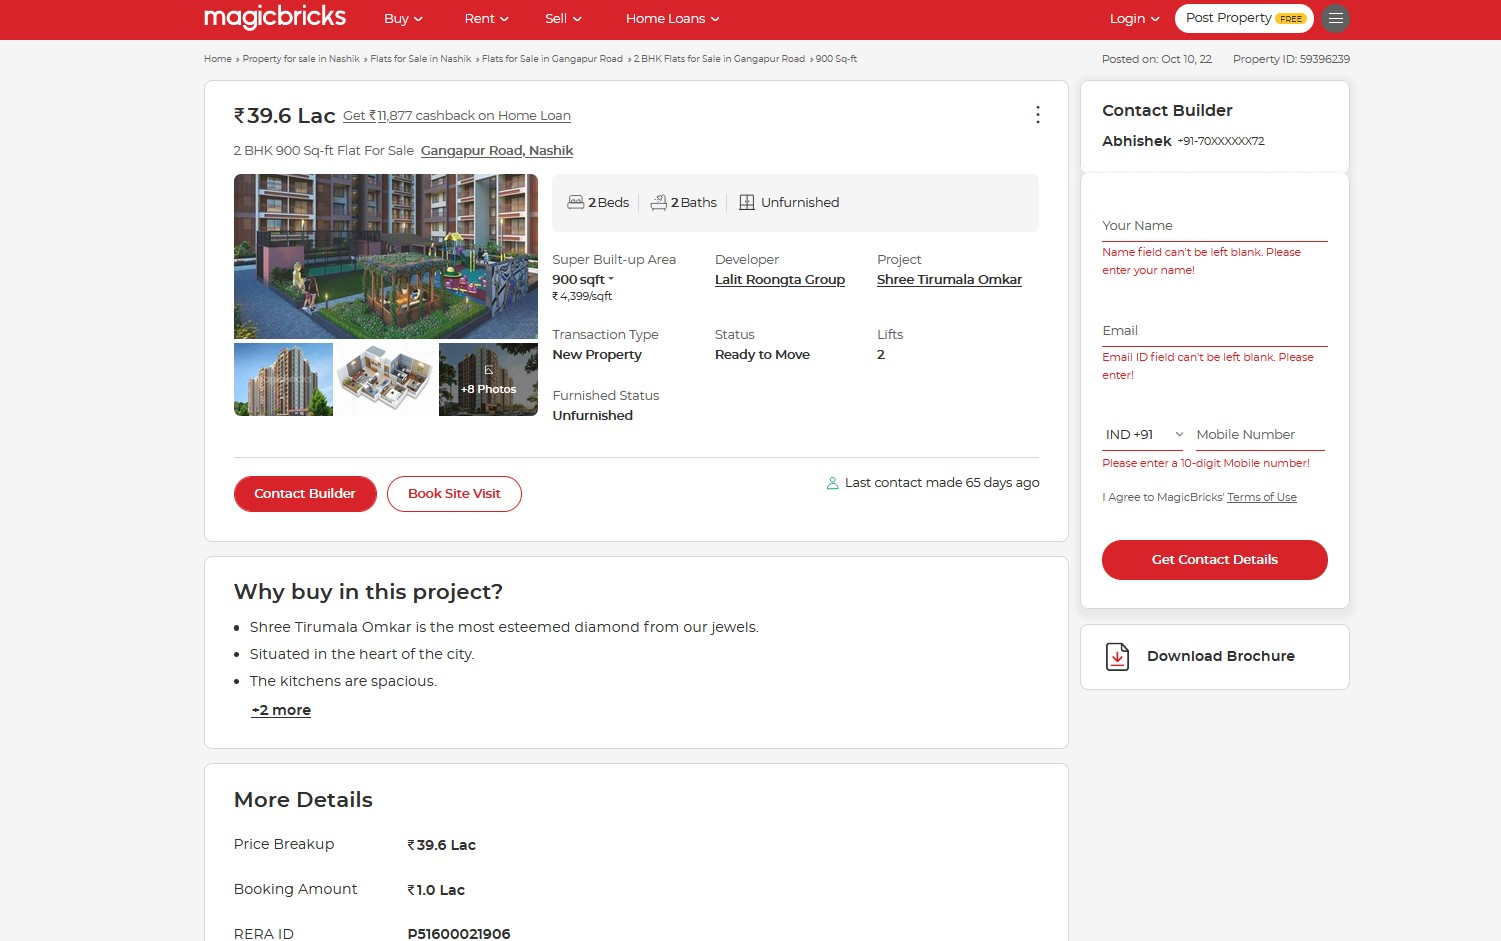 magicbricks
Buy
Rent
Sell
Home Loans
Login
Post Property FREE
Home › Property for sale in Nashik › Flats for Sale in Nashik › Flats for Sale in Gangapur Road › 2 BHK Flats for Sale in Gangapur Road › 900 Sq-ft
Posted on: Oct 10, 22 Property ID: 59396239
₹39.6 Lac Get ₹11,877 cashback on Home Loan
2 BHK 900 Sq-ft Flat For Sale Gangapur Road, Nashik
magicbricks
magicbricks
+8 Photos
2 Beds
2 Baths
Unfurnished
Super Built-up Area
900 sqft
₹ 4,399/sqft
Developer
Lalit Roongta Group
Project
Shree Tirumala Omkar
Transaction Type
New Property
Status
Ready to Move
Lifts
2
Furnished Status
Unfurnished
Contact Builder
Book Site Visit
Last contact made 65 days ago
Why buy in this project?
• Shree Tirumala Omkar is the most esteemed diamond from our jewels.
• Situated in the heart of the city.
• The kitchens are spacious.
+2 more
More Details
Price Breakup ₹39.6 Lac
Booking Amount ₹1.0 Lac
RERA ID P51600021906
Contact Builder
Abhishek +91-70XXXXXX72
Your Name
Name field can't be left blank. Please
enter your name!
Email
Email ID field can't be left blank. Please
enter!
IND +91 Mobile Number
Please enter a 10-digit Mobile number!
I Agree to MagicBricks' Terms of Use
Get Contact Details
Download Brochure